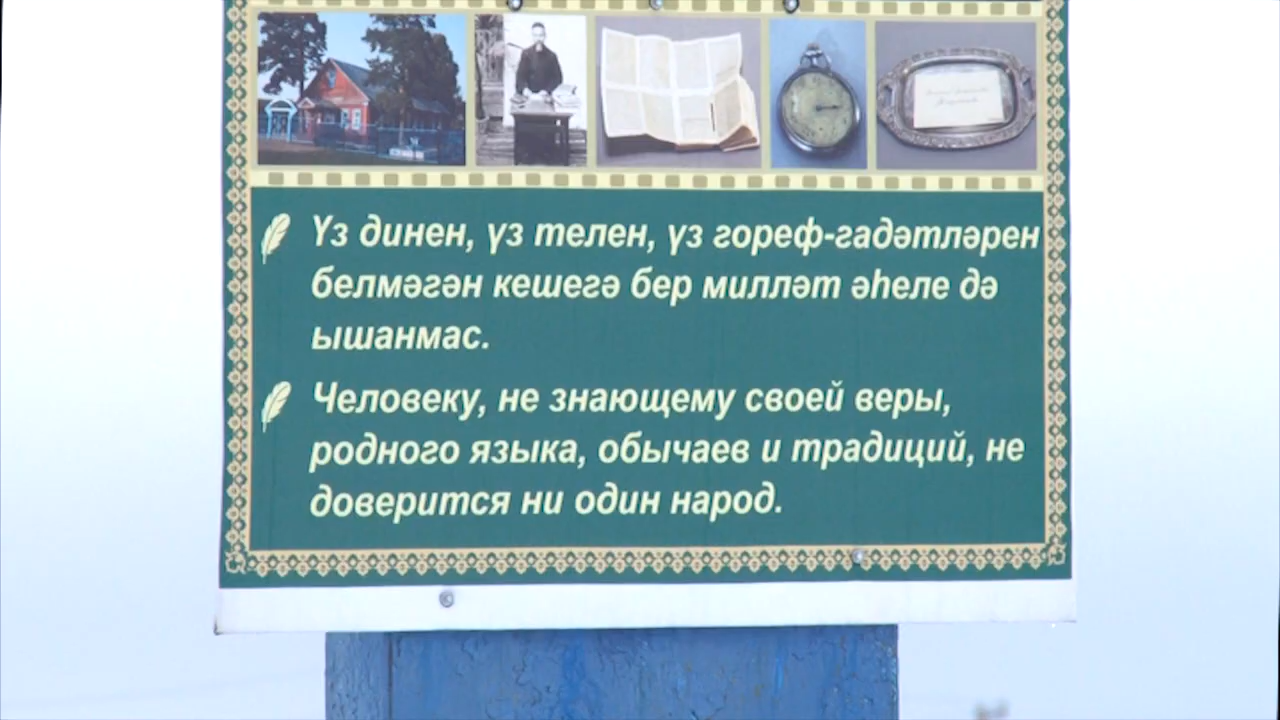 Үз динен, үз телен, үз гореф-гадәтләрен
белмәгән кешегә бер милләт әһеле дә
ышанмас.
Человеку, не знающему своей веры,
родного языка, обычаев и традиций, не
доверится ни один народ.